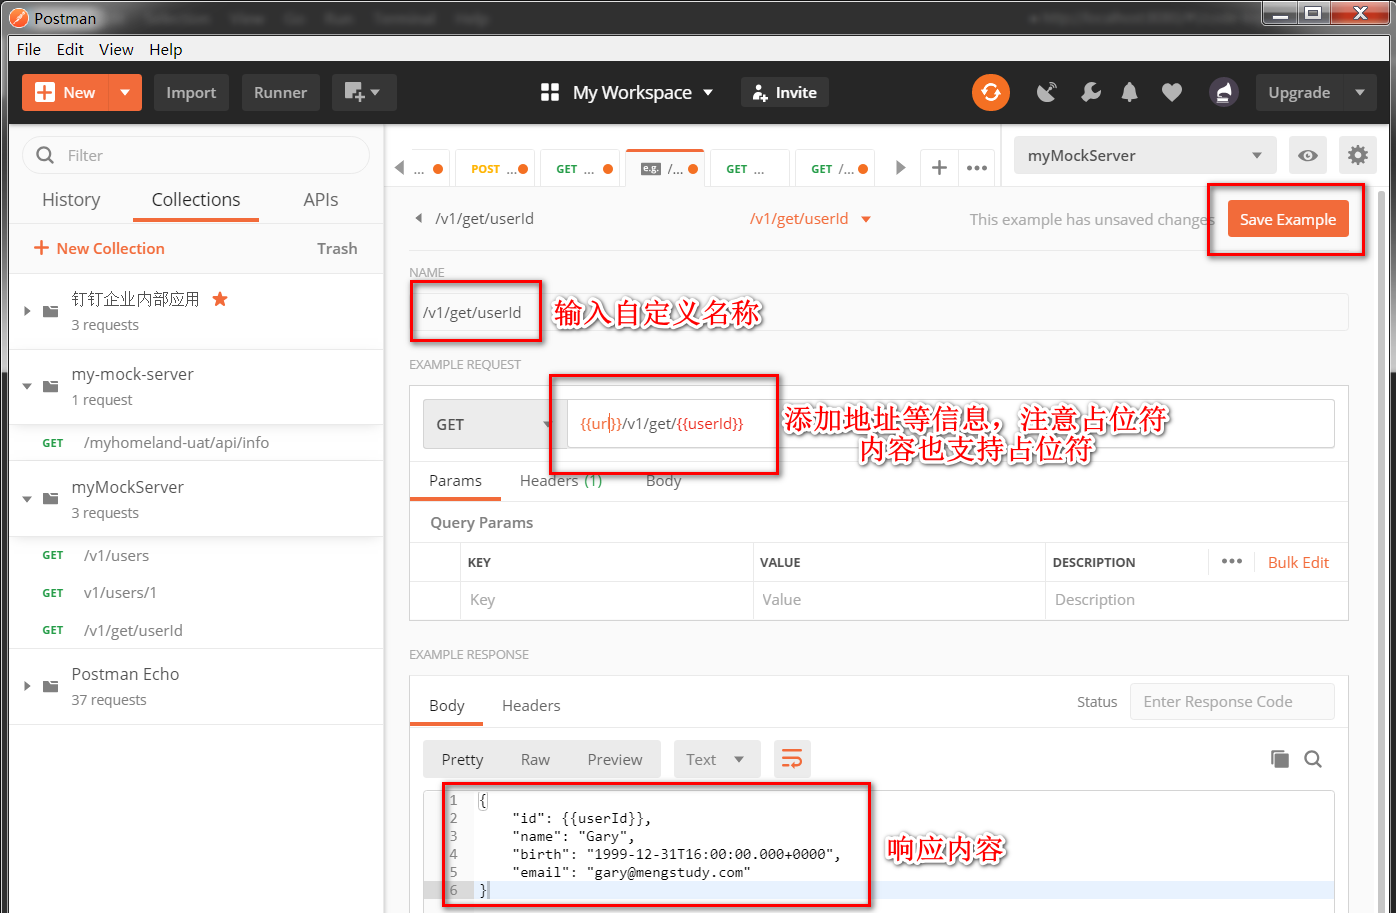 Postman
File Edit View Help
New Import Runner My Workspace Invite Upgrade
Filter
History Collections APIs
New Collection Trash
钉钉企业内部应用
3 requests
my-mock-server
1 request
GET /myhomeland-uat/api/info
myMockServer
3 requests
GET /v1/users
GET v1/users/1
GET /v1/get/userId
Postman Echo
37 requests
... POST ... GET ... e.g. /... GET ... GET /...
myMockServer
/v1/get/userId /v1/get/userId This example has unsaved changes Save Example
NAME
/v1/get/userId 输入自定义名称
EXAMPLE REQUEST
GET {{url}}/v1/get/{{userId}}
添加地址等信息，注意占位符
内容也支持占位符
Params Headers (1) Body
Query Params
KEY VALUE DESCRIPTION ••• Bulk Edit
Key Value Description
EXAMPLE RESPONSE
Body Headers Status Enter Response Code
Pretty Raw Preview Text
1 {
2 "id": {{userId}},
3 "name": "Gary",
4 "birth": "1999-12-31T16:00:00.000+0000",
5 "email": "gary@mengstudy.com"
6 }
响应内容